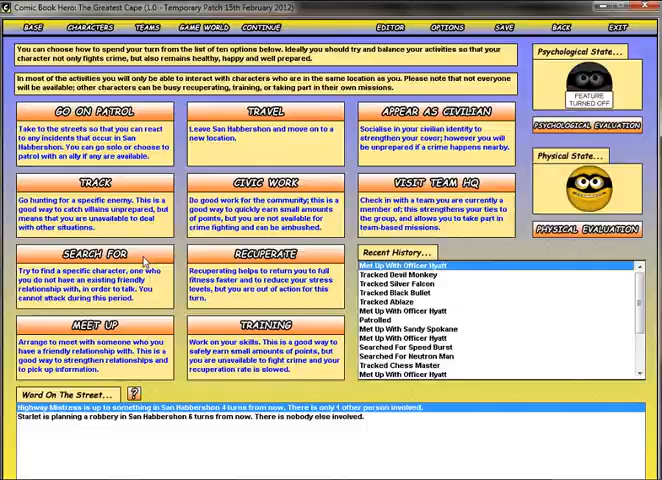 Comic Book Hero: The Greatest Cape (1.0 - Temporary Patch 15th February 2012)
BASE CHARACTERS TEAMS GAME WORLD CONTINUE EDITOR OPTIONS SAVE BACK EXIT
You can choose how to spend your turn from the list of ten options below. Ideally you should try and balance your activities so that your
character not only fights crime, but also remains healthy, happy and well prepared.
In most of the activities you will only be able to interact with characters who are in the same location as you. Please note that not everyone
will be available; other characters can be busy recuperating, training, or taking part in their own missions.
GO ON PATROL
Take to the streets so that you can react
to any incidents that occur in San
Habbershon. You can go solo or choose to
patrol with an ally if any are available.
TRAVEL
Leave San Habbershon and move on to a
new location.
APPEAR AS CIVILIAN
Socialise in your civilian identity to
strengthen your cover; however you will
be unprepared if a crime happens nearby.
TRACK
Go hunting for a specific enemy. This is a
good way to catch villains unprepared, but
means that you are unavailable to deal
with other situations.
CIVIC WORK
Do good work for the community; this is a
good way to quickly earn small amounts
of points, but you are not available for
crime fighting and can be ambushed.
VISIT TEAM HQ
Check in with a team you are currently a
member of; this strengthens your ties to
the group, and allows you to take part in
team-based missions.
SEARCH FOR
Try to find a specific character, one who
you do not have an existing friendly
relationship with, in order to talk. You
cannot attack during this period.
RECUPERATE
Recuperating helps to return you to full
fitness faster and to reduce your stress
levels, but you are out of action for this
turn.
MEET UP
Arrange to meet with someone who you
have a friendly relationship with. This is a
good way to strengthen relationships and
to pick up information.
TRAINING
Work on your skills. This is a good way to
safely earn small amounts of points, but
you are unavailable to fight crime and your
recuperation rate is slowed.
Psychological State...
FEATURE
TURNED OFF
PSYCHOLOGICAL EVALUATION
Physical State...
PHYSICAL EVALUATION
Recent History...
Met Up With Officer Hyatt
Tracked Devil Monkey
Tracked Silver Falcon
Tracked Black Bullet
Tracked Ablaze
Met Up With Officer Hyatt
Patrolled
Met Up With Sandy Spokane
Searched For Speed Burst
Searched For Neutron Man
Tracked Chess Master
Met Up With Officer Hyatt
Word On The Street... ?
Highway Mistress is up to something in San Habbershon 4 turns from now. There is only 1 other person involved.
Starlet is planning a robbery in San Habbershon 6 turns from now. There is nobody else involved.